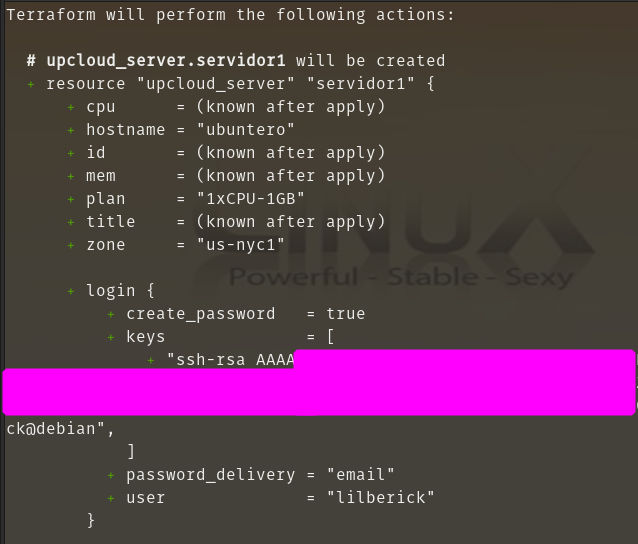 Terraform will perform the following actions:
# upcloud_server.servidor1 will be created
+ resource "upcloud_server" "servidor1" {
+ cpu = (known after apply)
+ hostname = "ubuntero"
+ id = (known after apply)
+ mem = (known after apply)
+ plan = "1xCPU-1GB"
+ title = (known after apply)
+ zone = "us-nyc1"
Powerful - Stable - Sexy
+ login {
+ create_password = true
+ keys = [
+ "ssh-rsa AAAA
ck@debian",
]
+ password_delivery = "email"
+ user = "lilberick"
}